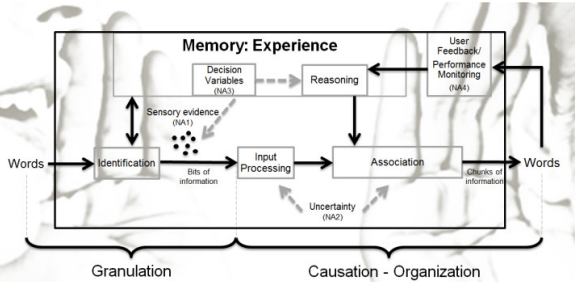 Memory: Experience
User
Feedback/
Performance
Monitoring
(NA4)
Decision
Variables
(NA3)
Reasoning
Sensory evidence
(NA1)
Words
Identification
Bits of
information
Input
Processing
Association
Chunks of
information
Words
Uncertainty
(NA2)
Granulation
Causation - Organization